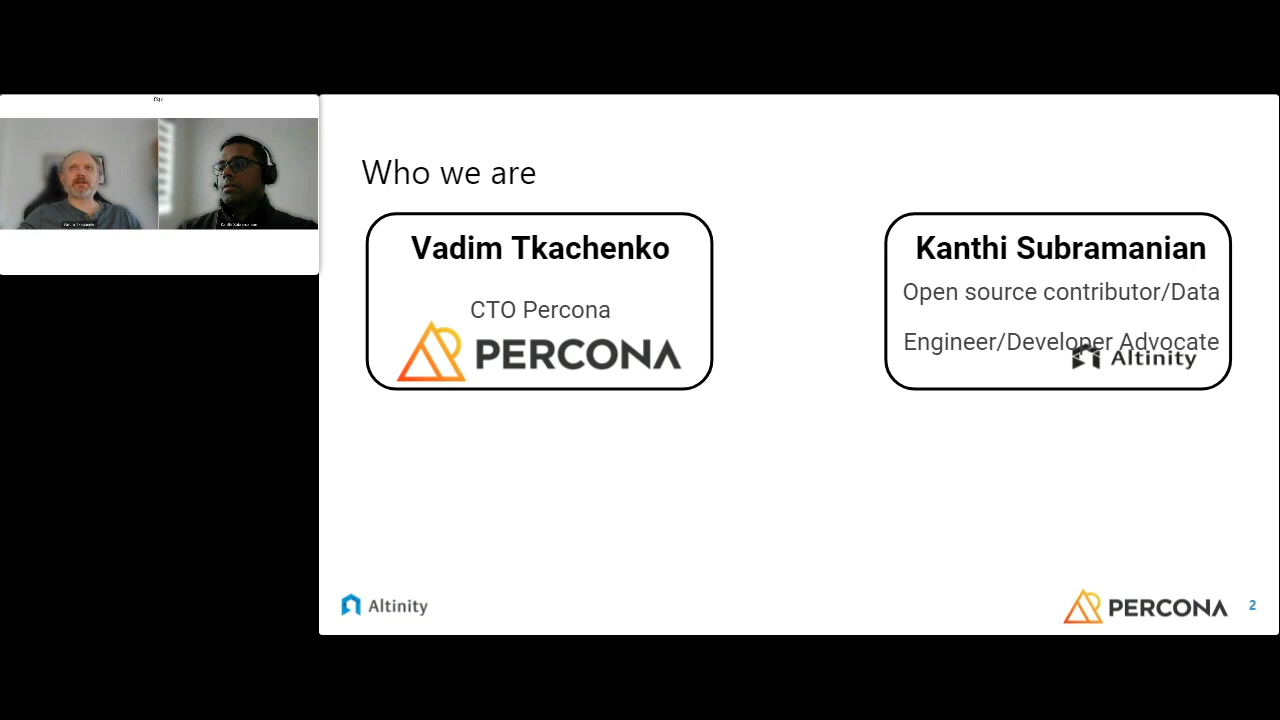 Who we are
Vadim Tkachenko
CTO Percona
PERCONA
Kanthi Subramanian
Open source contributor/Data
Engineer/Developer Advocate
Altinity
Altinity
PERCONA
2